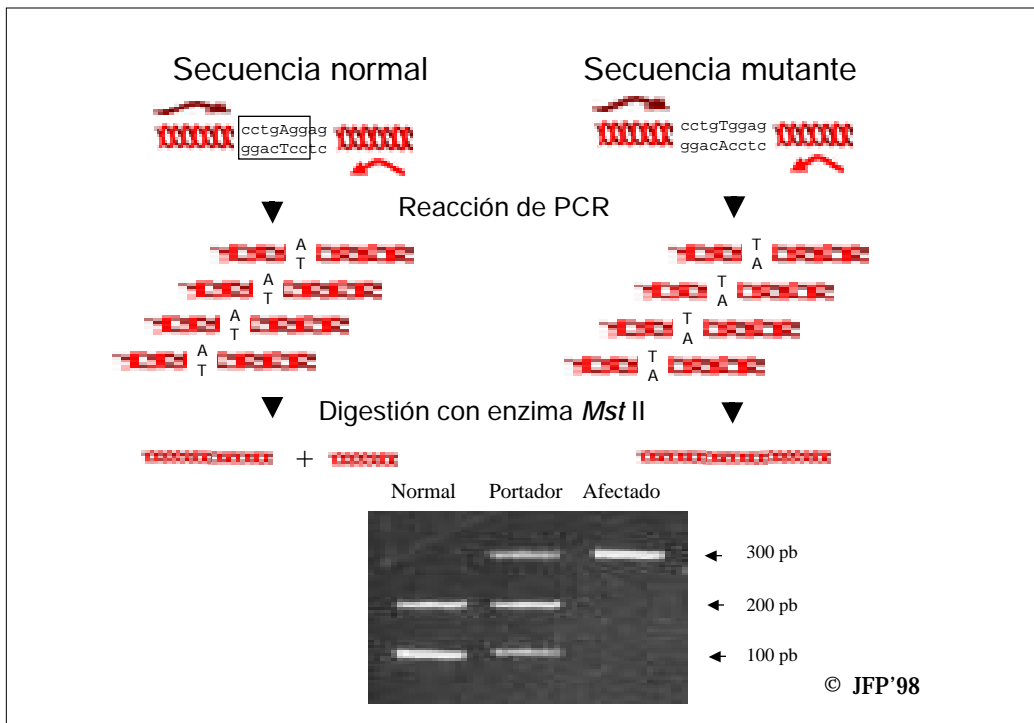 Secuencia normal
Secuencia mutante
cctgAggag
ggacTcctc
cctgTggag
ggacAcctc
Reacción de PCR
A
T
A
T
A
T
A
T
T
A
T
A
T
A
T
A
Digestión con enzima Mst II
+
Normal Portador Afectado
300 pb
200 pb
100 pb
© JFP'98